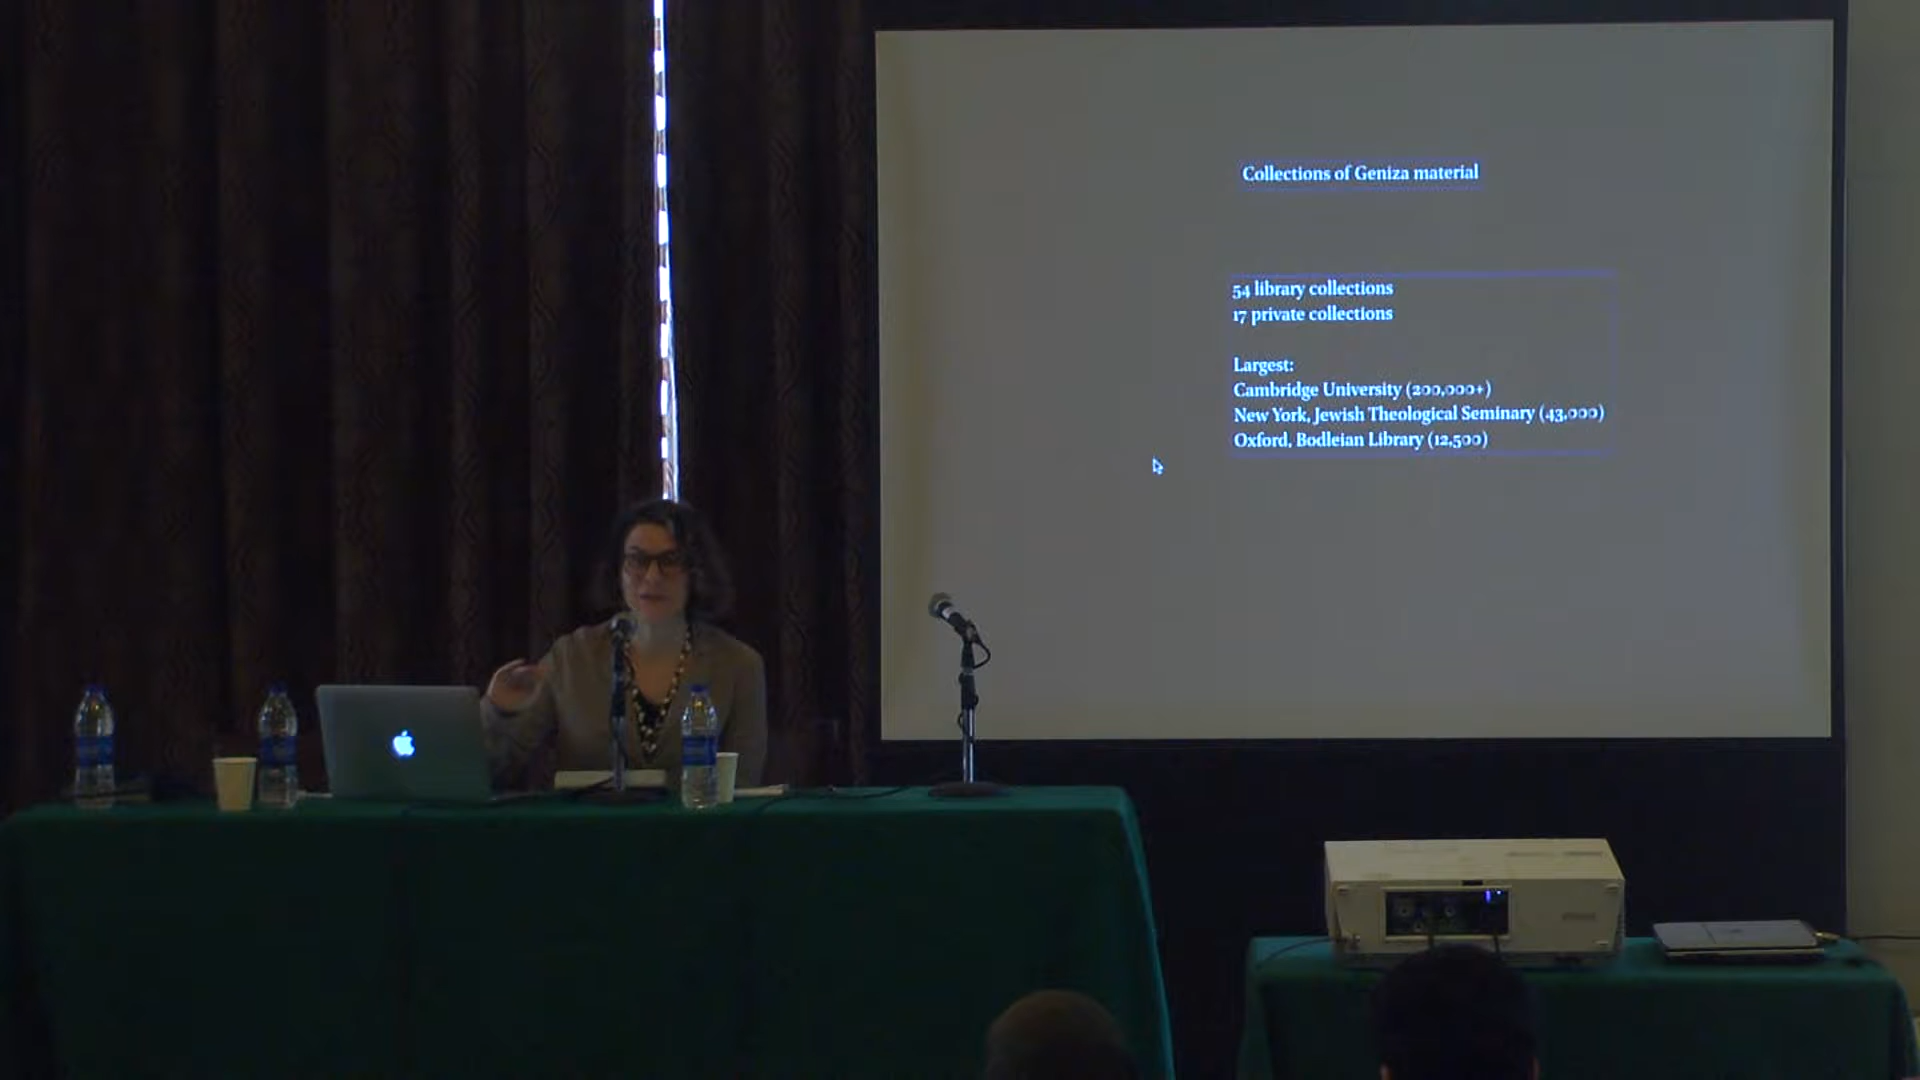 Collections of Geniza material
54 library collections
17 private collections
Largest:
Cambridge University (200,000+)
New York, Jewish Theological Seminary (43,000)
Oxford, Bodleian Library (12,500)